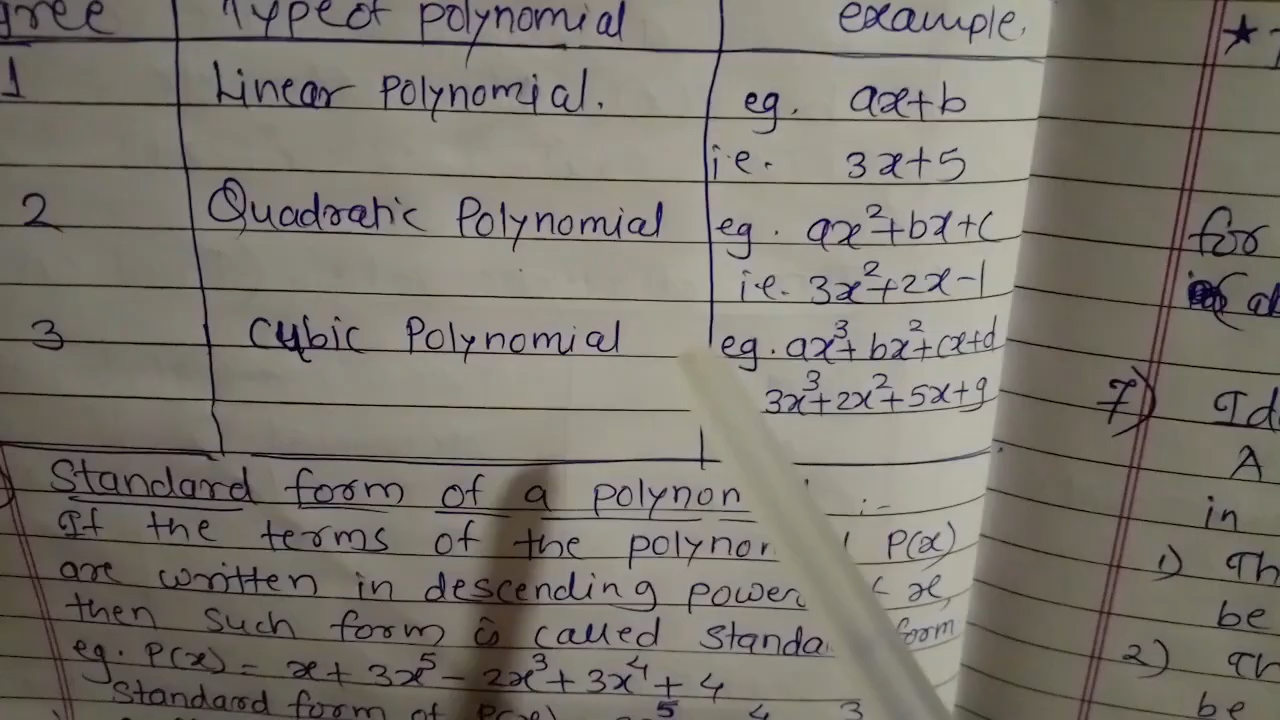 Type of polynomial example.
1 Linear Polynomial. eg. ax+b
i.e. 3x+5
2 Quadratic Polynomial eg. ax²+bx+c
i.e. 3x²+2x-1
3 Cubic Polynomial eg. ax³+bx²+cx+d
3x³+2x²+5x+9
Standard form of a polynom :-
If the terms of the polynom P(x)
are written in descending power x,
then such form is called Standa form
eg. P(x) = x + 3x⁵ - 2x³ + 3x⁴ + 4
Standard form of P(x) 5 4 3
★
for
7)
A
in
1) Th
be
2) Th
be